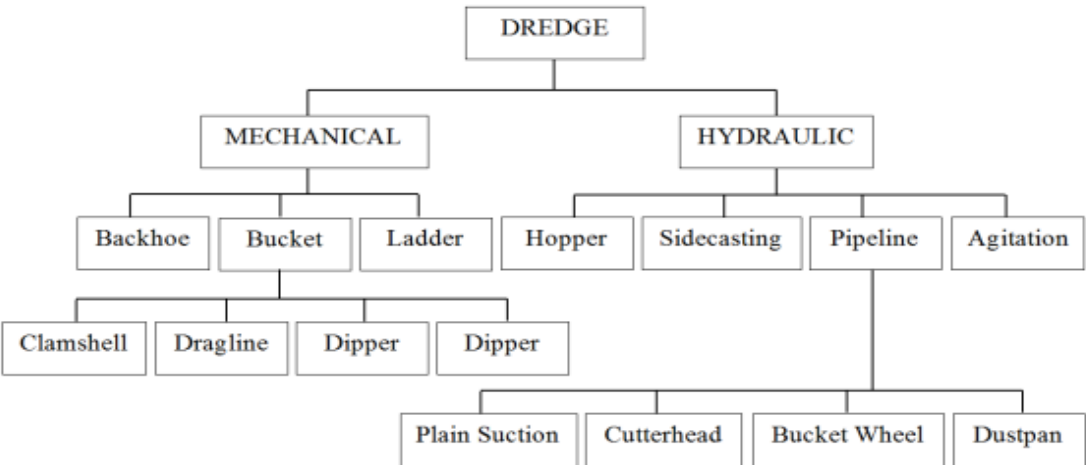 DREDGE
MECHANICAL
HYDRAULIC
Backhoe
Bucket
Ladder
Hopper
Sidecasting
Pipeline
Agitation
Clamshell
Dragline
Dipper
Dipper
Plain Suction
Cutterhead
Bucket Wheel
Dustpan